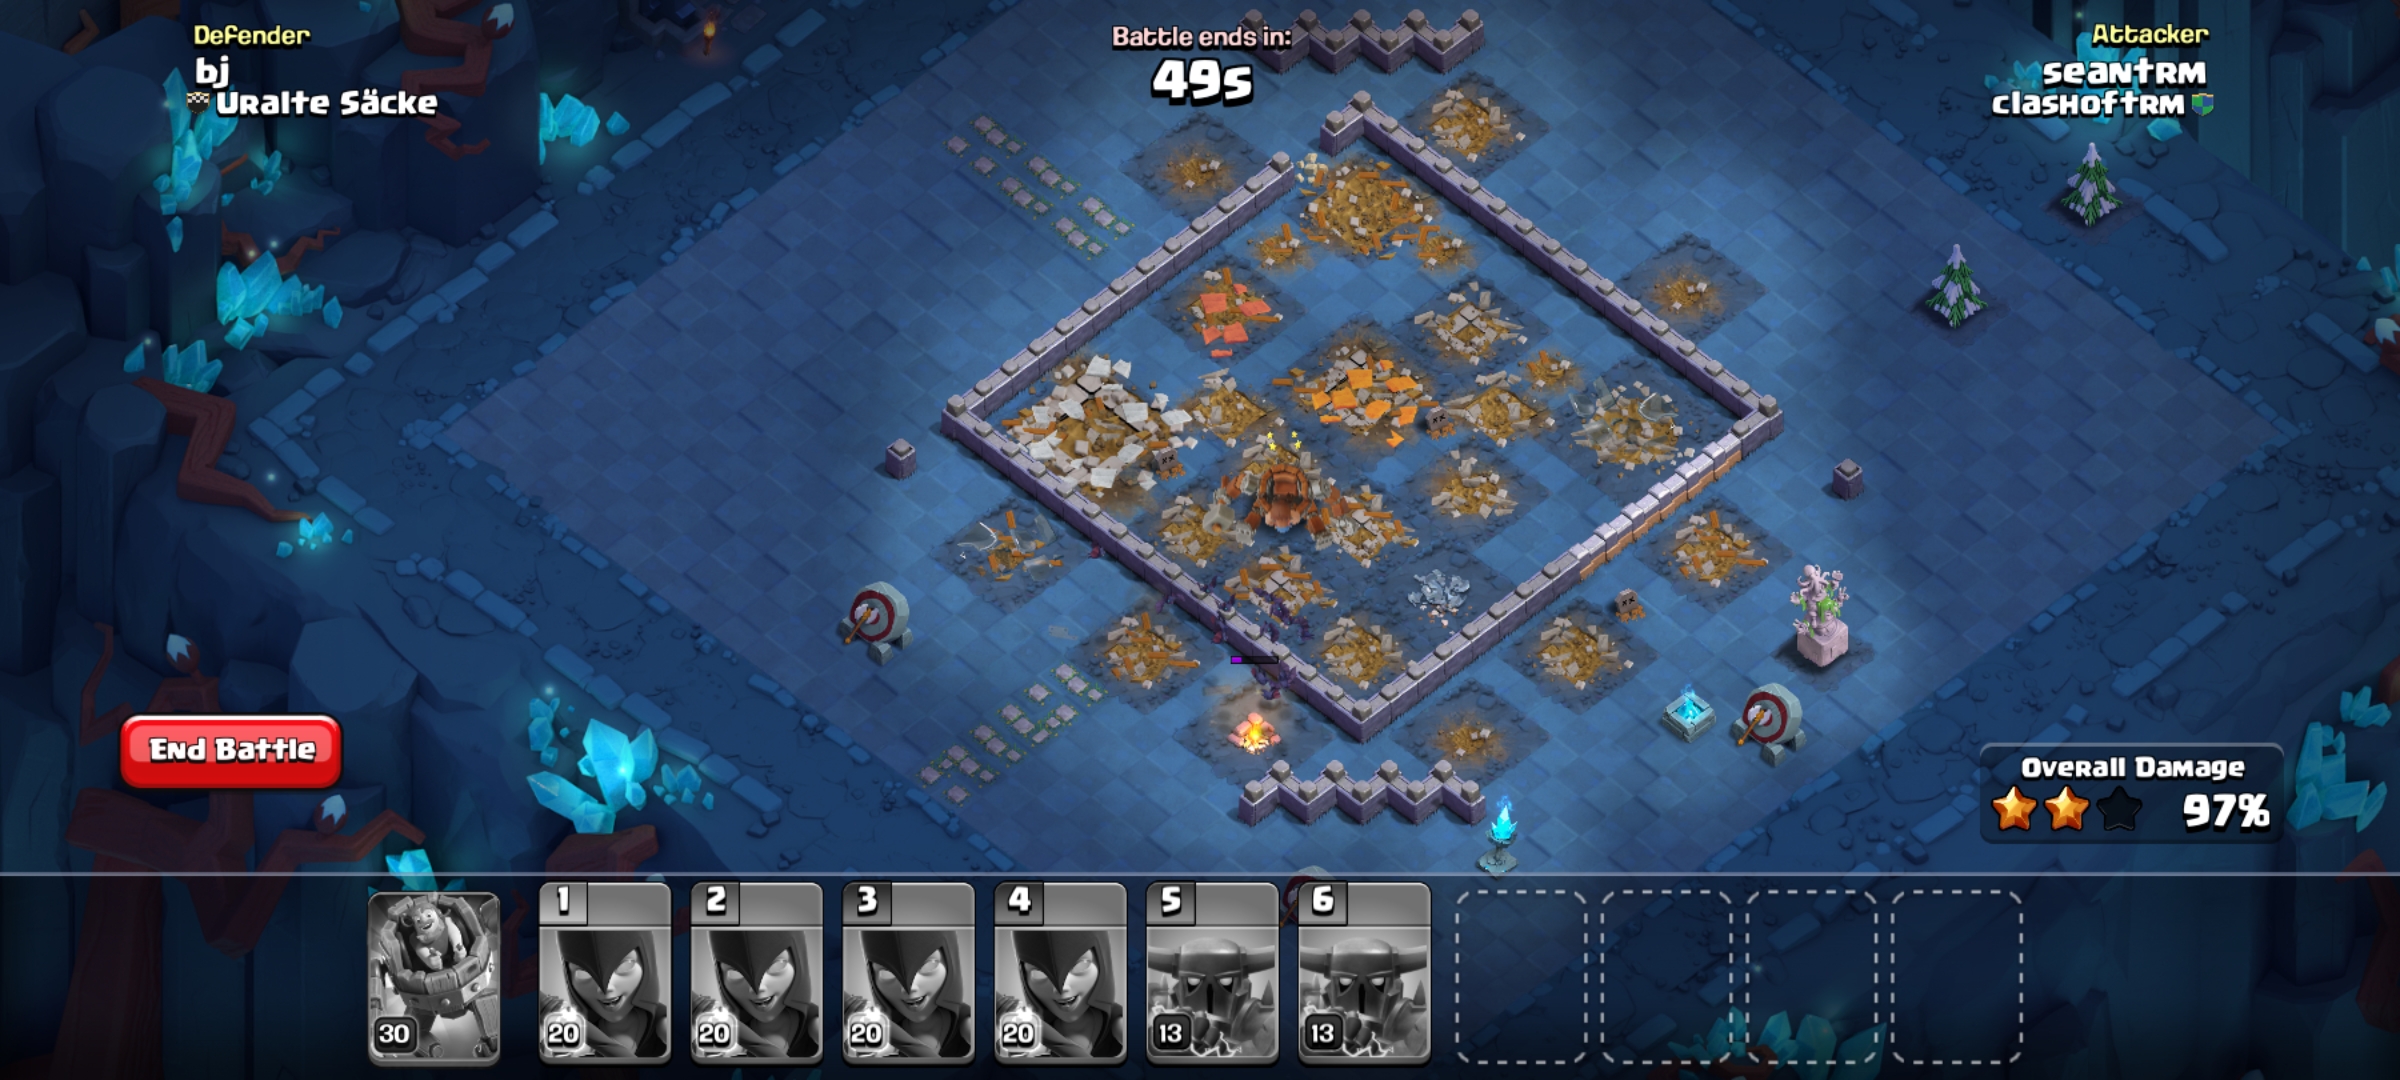 Defender
bj
Uralte Säcke
Battle ends in:
49s
Attacker
seantRM
clashoftRM
End Battle
Overall Damage
97%
1
2
3
4
5
6
30
20
20
20
20
13
13